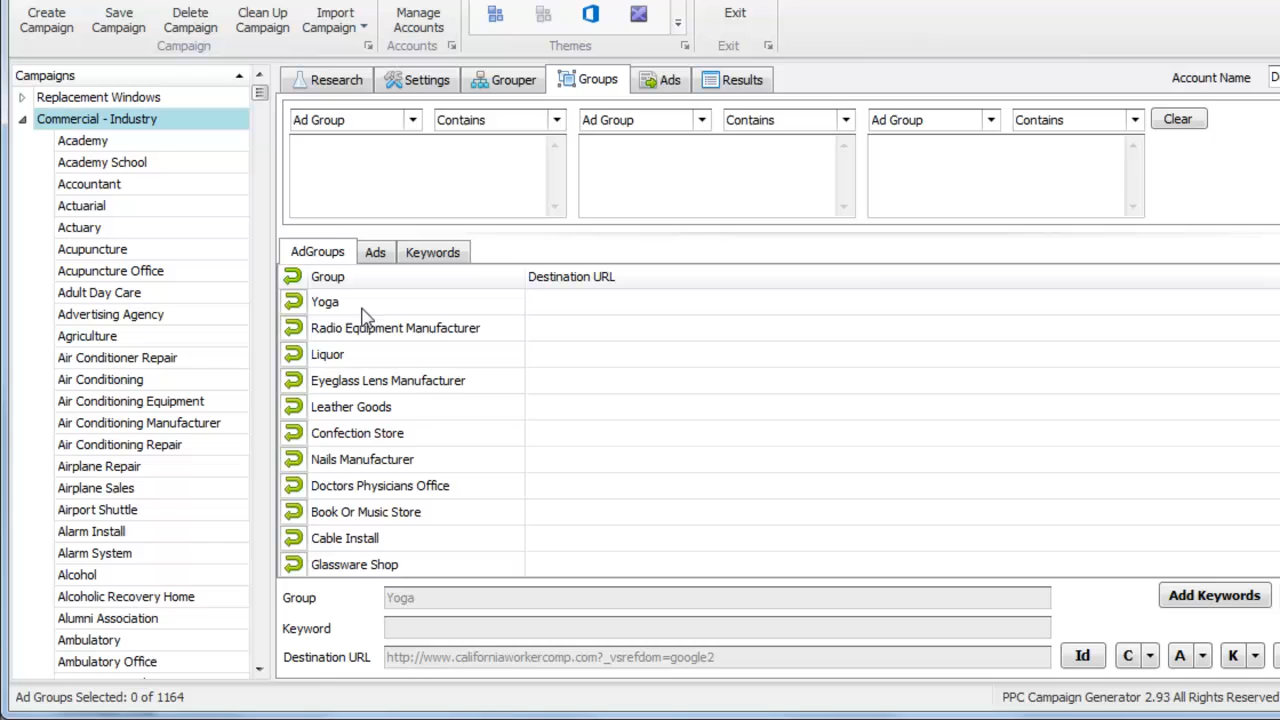 Create Campaign
Save Campaign
Delete Campaign
Clean Up Campaign
Import Campaign
Manage Accounts
Exit
Campaign
Accounts
Themes
Exit
Campaigns
Research
Settings
Grouper
Groups
Ads
Results
Account Name
Replacement Windows
Commercial - Industry
Academy
Academy School
Accountant
Actuarial
Actuary
Acupuncture
Acupuncture Office
Adult Day Care
Advertising Agency
Agriculture
Air Conditioner Repair
Air Conditioning
Air Conditioning Equipment
Air Conditioning Manufacturer
Air Conditioning Repair
Airplane Repair
Airplane Sales
Airport Shuttle
Alarm Install
Alarm System
Alcohol
Alcoholic Recovery Home
Alumni Association
Ambulatory
Ambulatory Office
Ad Group
Contains
Ad Group
Contains
Ad Group
Contains
Clear
AdGroups
Ads
Keywords
Group
Destination URL
Yoga
Radio Equipment Manufacturer
Liquor
Eyeglass Lens Manufacturer
Leather Goods
Confection Store
Nails Manufacturer
Doctors Physicians Office
Book Or Music Store
Cable Install
Glassware Shop
Group
Yoga
Add Keywords
Keyword
Destination URL
http://www.californiaworkercomp.com?_vsrefdom=google2
Id
C
A
K
Ad Groups Selected: 0 of 1164
PPC Campaign Generator 2.93 All Rights Reserved